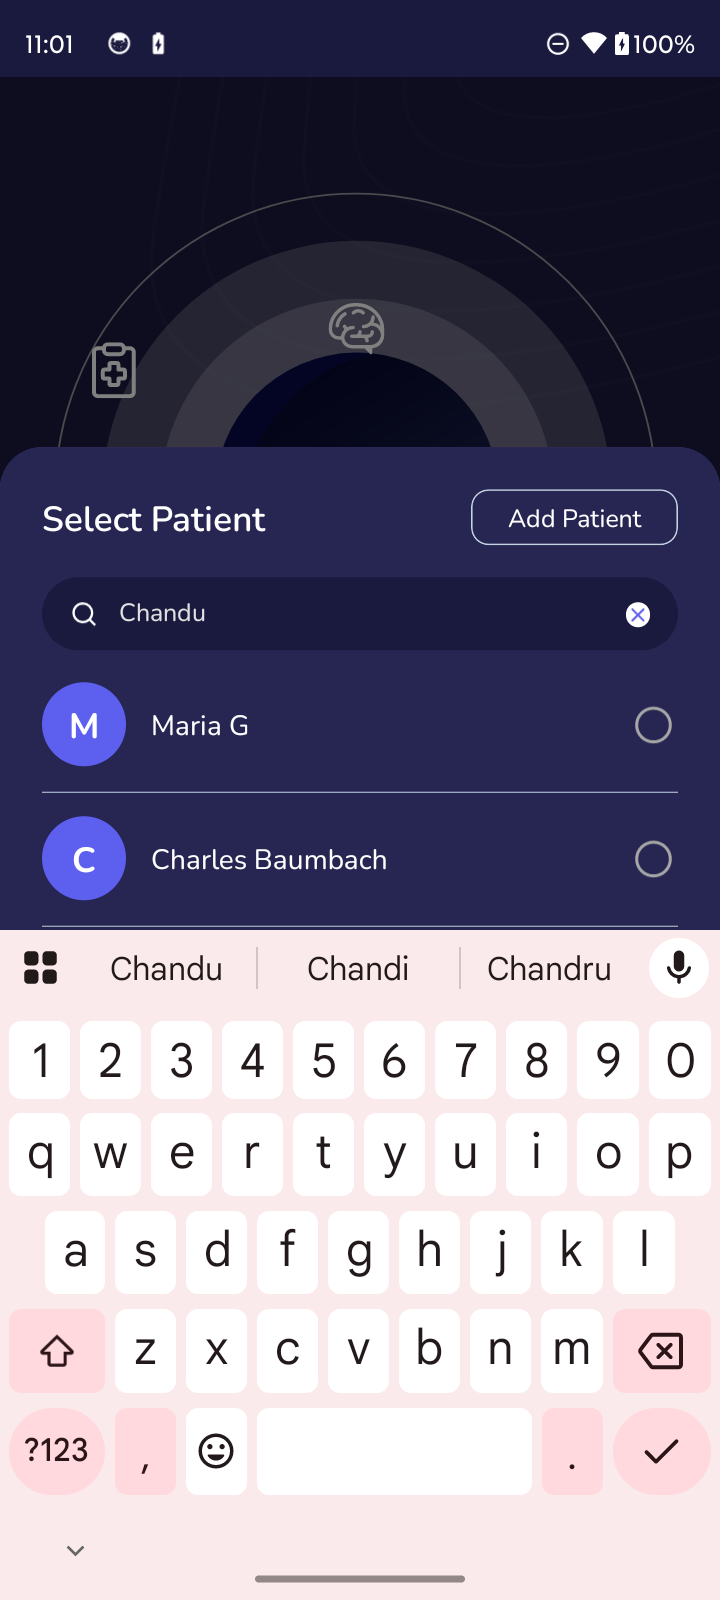 11:01
100%
Select Patient
Add Patient
Chandu
M
Maria G
C
Charles Baumbach
Chandu
Chandi
Chandru
1 2 3 4 5 6 7 8 9 0
q w e r t y u i o p
a s d f g h j k l
z x c v b n m
?123 , .